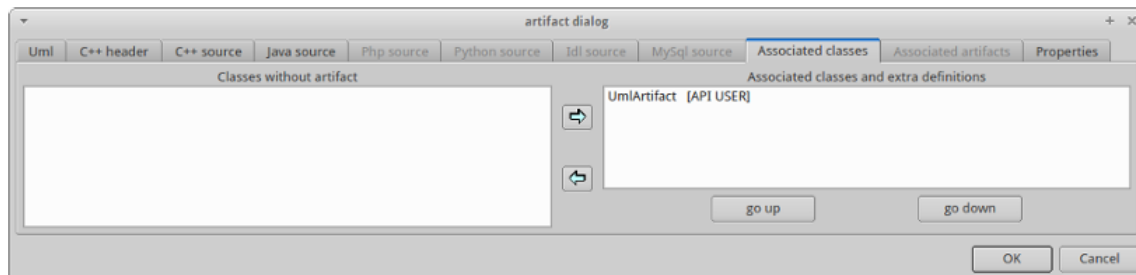 artifact dialog
Uml C++ header C++ source Java source Php source Python source Idl source MySql source Associated classes Associated artifacts Properties
Classes without artifact Associated classes and extra definitions
UmlArtifact [API USER]
go up go down
OK Cancel